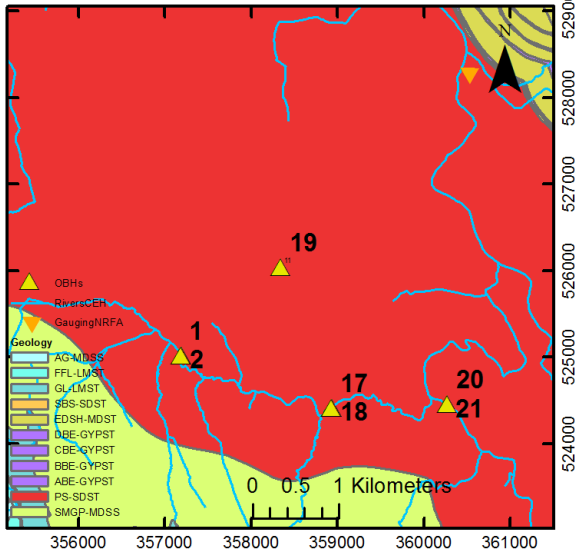 N
529000
528000
527000
526000
525000
524000
19
11
1
2
17
18
20
21
OBHs
RiversCEH
GaugingNRFA
Geology
AG-MDSS
FFL-LMST
GL-LMST
SBS-SDST
EDSH-MDST
DBE-GYPST
CBE-GYPST
BBE-GYPST
ABE-GYPST
PS-SDST
SMGP-MDSS
0 0.5 1 Kilometers
356000 357000 358000 359000 360000 361000